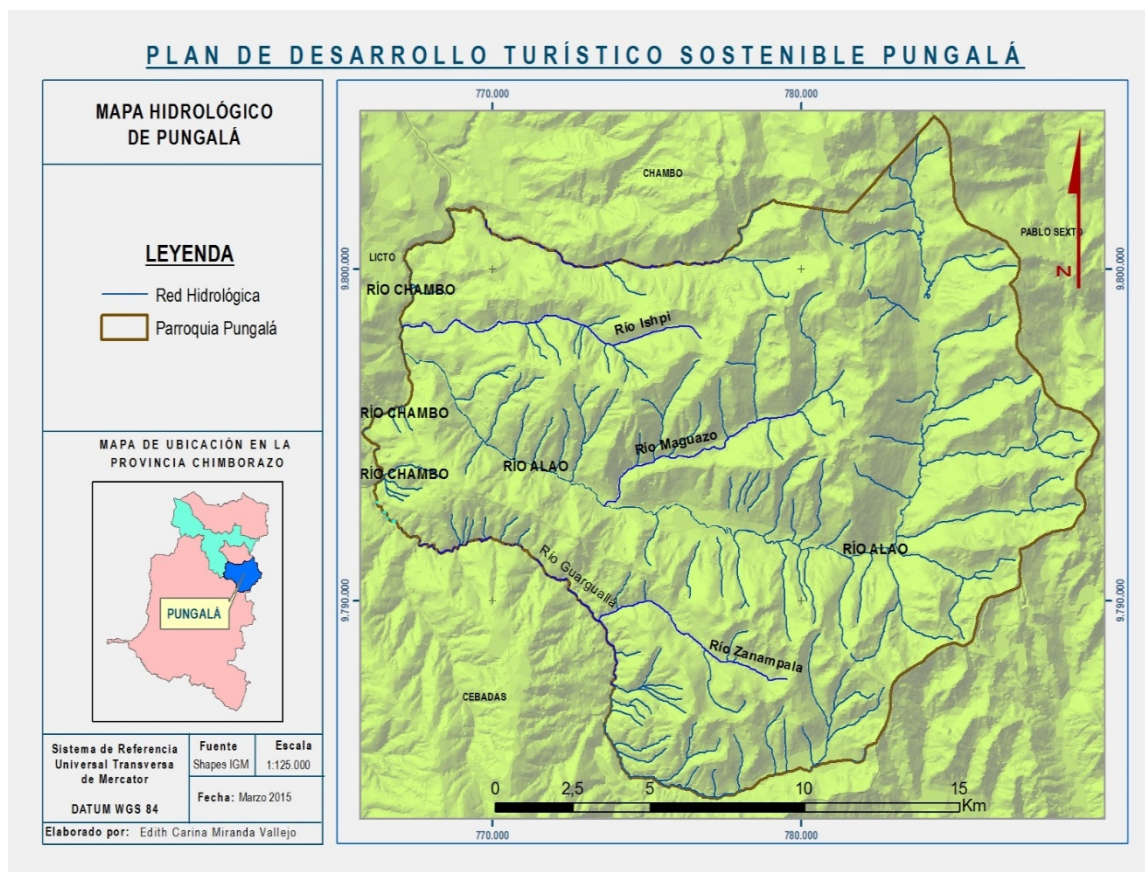 PLAN DE DESARROLLO TURÍSTICO SOSTENIBLE PUNGALÁ
MAPA HIDROLÓGICO
DE PUNGALÁ
LEYENDA
Red Hidrológica
Parroquia Pungalá
MAPA DE UBICACIÓN EN LA
PROVINCIA CHIMBORAZO
PUNGALÁ
Sistema de Referencia
Universal Transversa
de Mercator
DATUM WGS 84
Fuente
Shapes IGM
Escala
1:125.000
Fecha: Marzo 2015
Elaborado por: Edith Carina Miranda Vallejo
770.000
780.000
CHAMBO
PABLO SEXTO
N
LICTO
9.800.000
9.800.000
RÍO CHAMBO
Río Ishpi
RÍO CHAMBO
Río Maguazo
RÍO CHAMBO
RÍO ALAO
RÍO ALAO
Río Guargualla
9.790.000
9.790.000
Río Zanampala
CEBADAS
0
2,5
5
10
15
Km
770.000
780.000